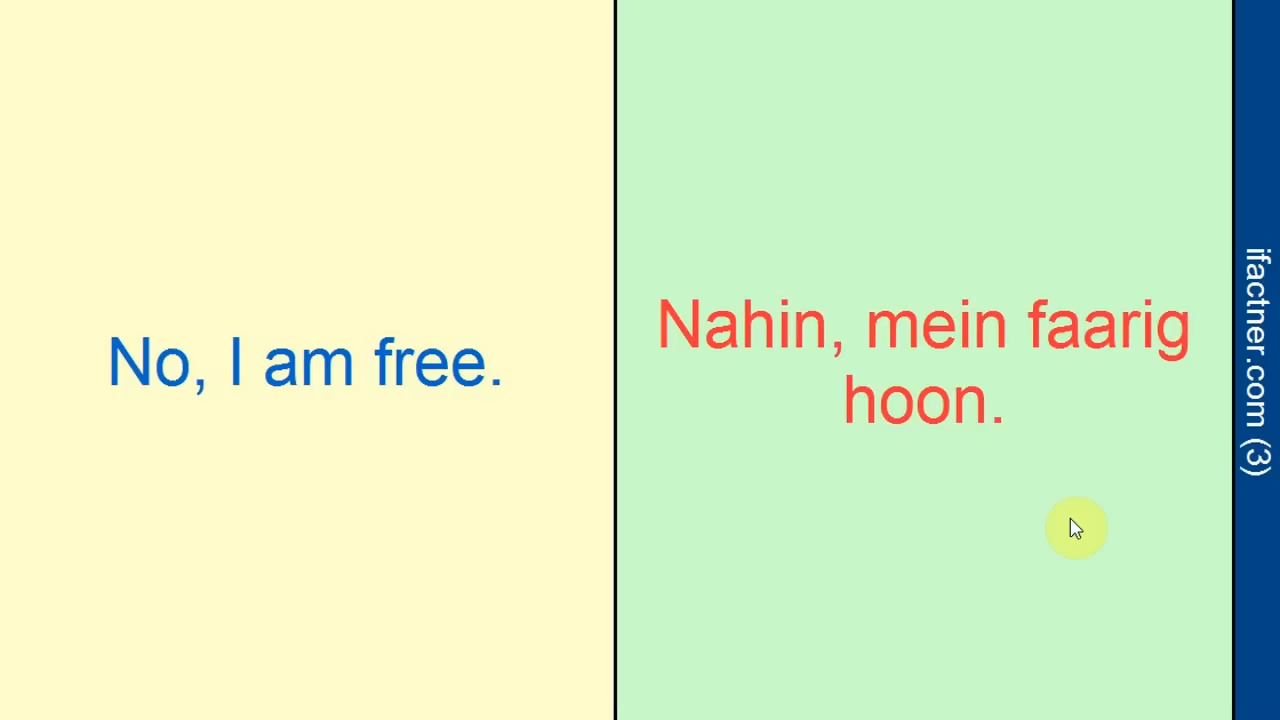 No, I am free.
Nahin, mein faarig
hoon.
ifactner.com (3)